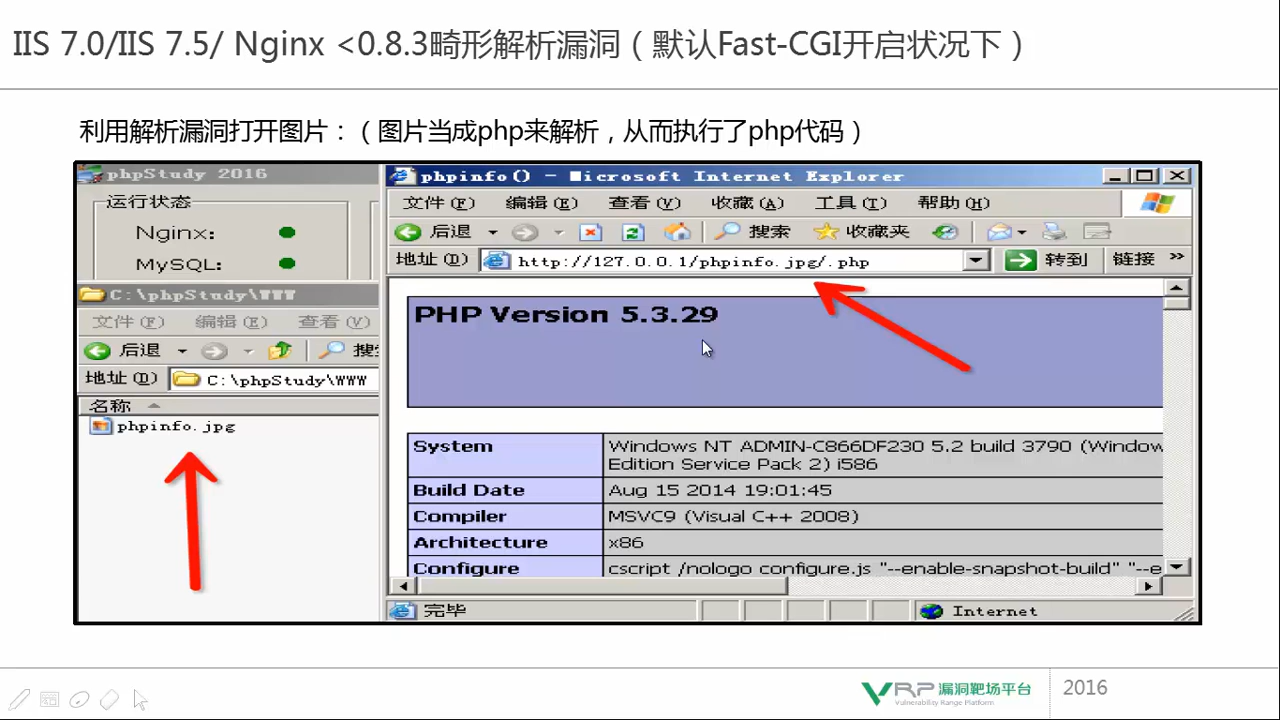 IIS 7.0/IIS 7.5/ Nginx <0.8.3畸形解析漏洞（默认Fast-CGI开启状况下）
利用解析漏洞打开图片：（图片当成php来解析，从而执行了php代码）
phpStudy 2016
运行状态
Nginx:
MySQL:
C:\phpStudy\WWW
文件(F) 编辑(E) 查看(V)
后退 搜
地址(D) C:\phpStudy\WWW
名称
phpinfo.jpg
phpinfo() - Microsoft Internet Explorer
文件(F) 编辑(E) 查看(V) 收藏(A) 工具(T) 帮助(H)
后退 搜索 收藏夹
地址(D) http://127.0.0.1/phpinfo.jpg/.php 转到 链接 »
PHP Version 5.3.29
System Windows NT ADMIN-C866DF230 5.2 build 3790 (Window
Edition Service Pack 2) i586
Build Date Aug 15 2014 19:01:45
Compiler MSVC9 (Visual C++ 2008)
Architecture x86
Configure cscript /nologo configure.js "--enable-snapshot-build" "--e
完毕 Internet
VRP 漏洞靶场平台
Vulnerability Range Platform
2016